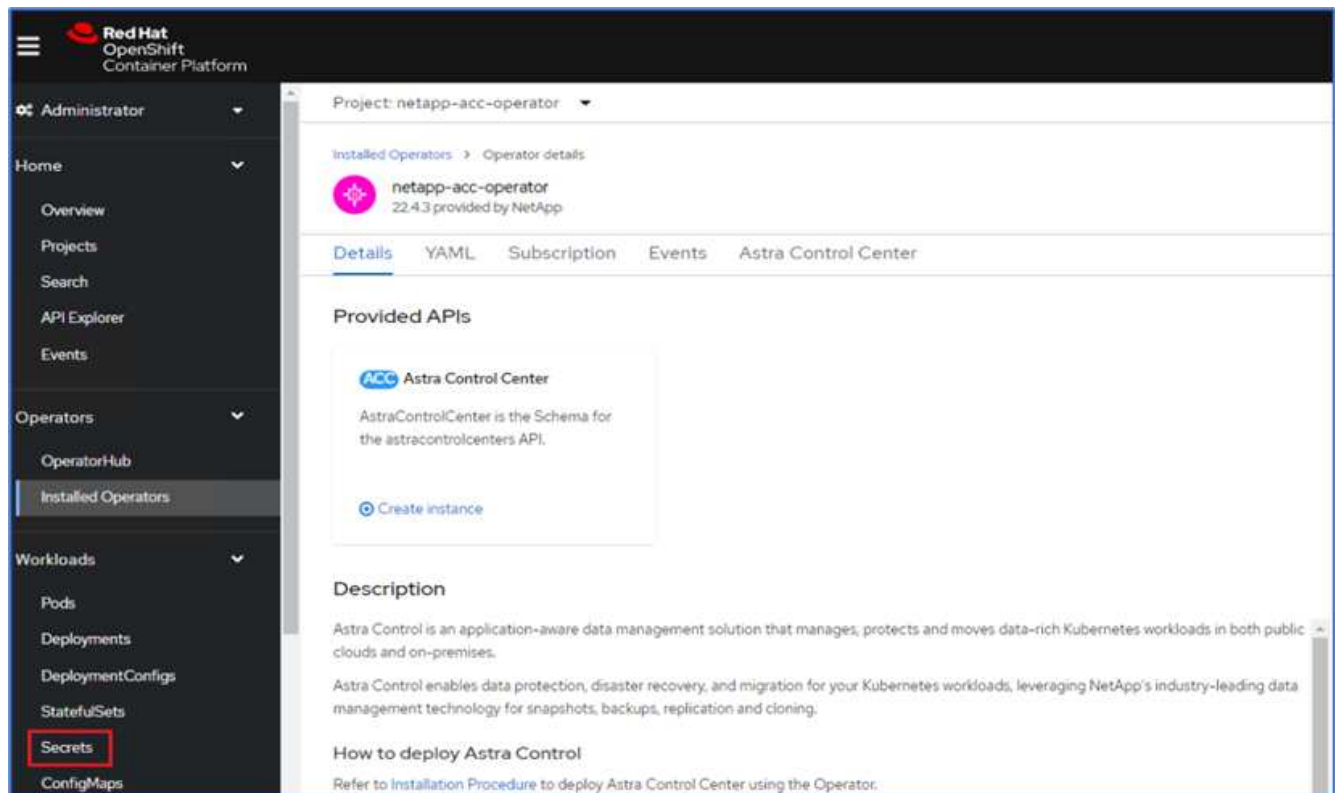 Red Hat
OpenShift
Container Platform
Administrator
Home
Overview
Projects
Search
API Explorer
Events
Operators
OperatorHub
Installed Operators
Workloads
Pods
Deployments
DeploymentConfigs
StatefulSets
Secrets
ConfigMaps
Project: netapp-acc-operator
Installed Operators > Operator details
netapp-acc-operator
22.4.3 provided by NetApp
Details YAML Subscription Events Astra Control Center
Provided APIs
ACC Astra Control Center
AstraControlCenter is the Schema for
the astracontrolcenters API.
Create instance
Description
Astra Control is an application-aware data management solution that manages, protects and moves data-rich Kubernetes workloads in both public
clouds and on-premises.
Astra Control enables data protection, disaster recovery, and migration for your Kubernetes workloads, leveraging NetApp's industry-leading data
management technology for snapshots, backups, replication and cloning.
How to deploy Astra Control
Refer to Installation Procedure to deploy Astra Control Center using the Operator.